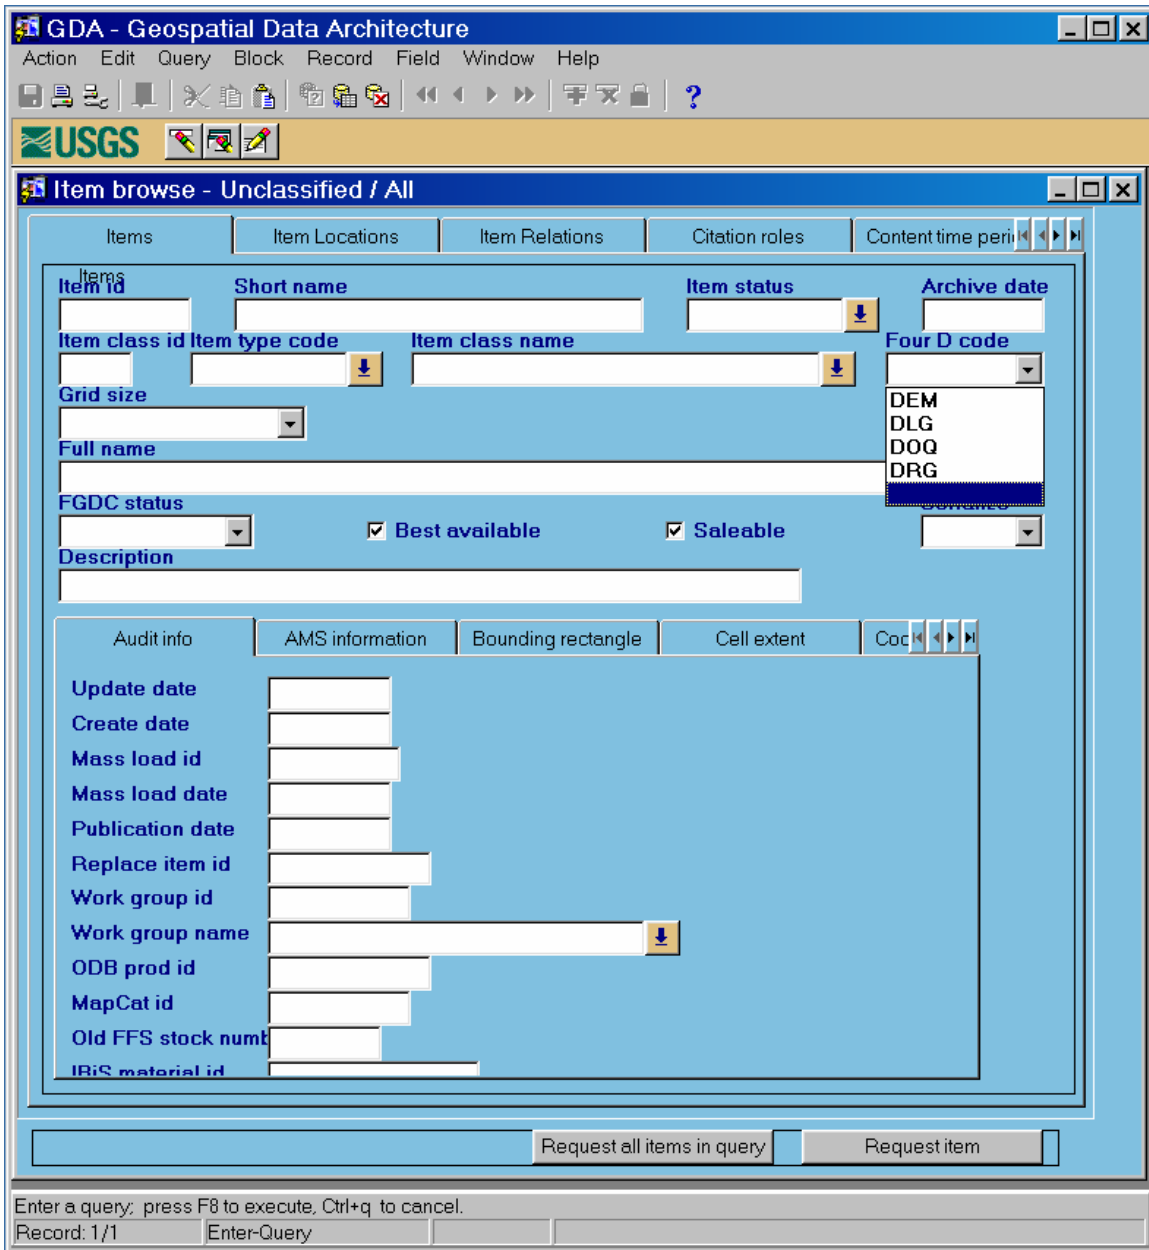 GDA - Geospatial Data Architecture
Action Edit Query Block Record Field Window Help
USGS
Item browse - Unclassified / All
Items Item Locations Item Relations Citation roles Content time peri
Items
Item id Short name Item status Archive date
Item class id Item type code Item class name Four D code
Grid size
DEM
DLG
DOQ
DRG
Full name
FGDC status
Best available Saleable
Description
Audit info AMS information Bounding rectangle Cell extent Coo
Update date
Create date
Mass load id
Mass load date
Publication date
Replace item id
Work group id
Work group name
ODB prod id
MapCat id
Old FFS stock numb
IBiS material id
Request all items in query Request item
Enter a query; press F8 to execute, Ctrl+q to cancel.
Record: 1/1 Enter-Query